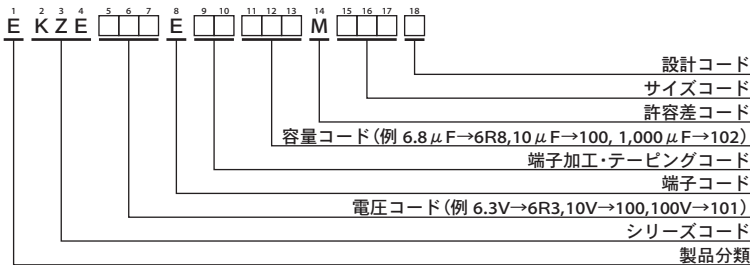 1 2 3 4 5 6 7 8 9 10 11 12 13 14 15 16 17 18
E KZE □□□ E □□ □□□ M □□□ □
設計コード
サイズコード
許容差コード
容量コード(例 6.8μF→6R8,10μF→100, 1,000μF→102)
端子加工・テーピングコード
端子コード
電圧コード(例 6.3V→6R3,10V→100,100V→101)
シリーズコード
製品分類